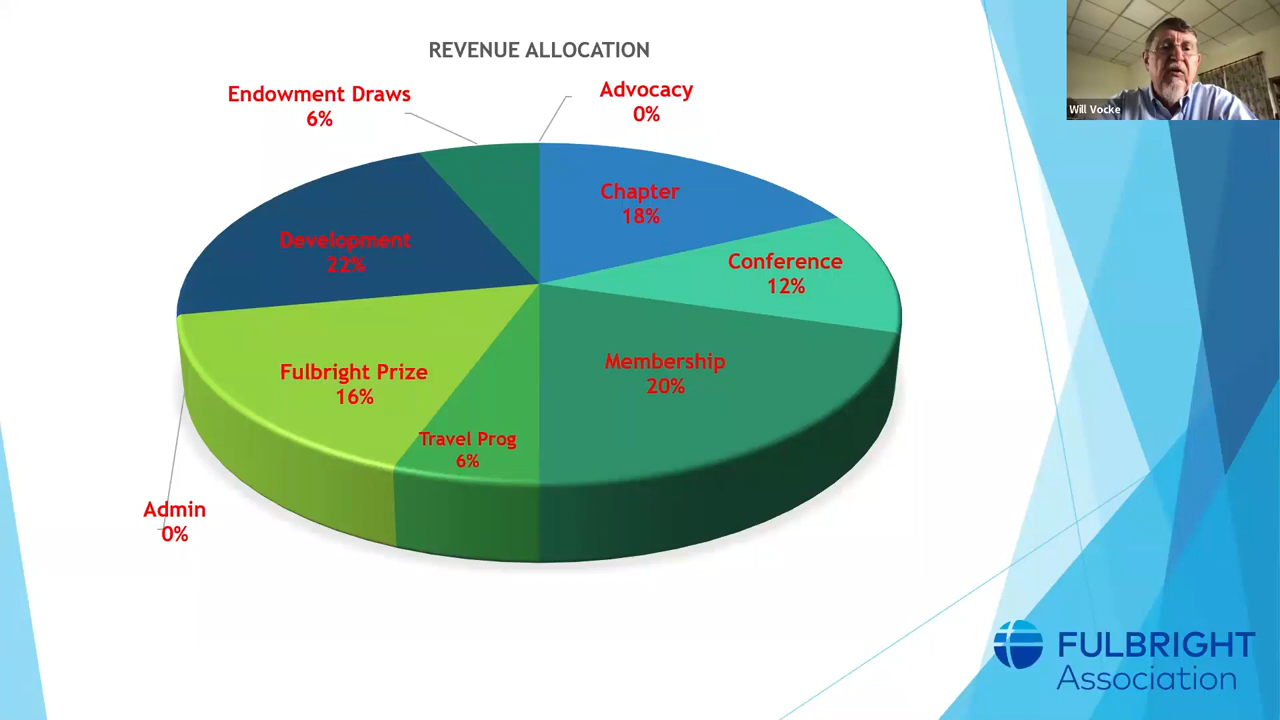 REVENUE ALLOCATION
Endowment Draws
6%
Advocacy
0%
Will Vocke
Chapter
18%
Development
22%
Conference
12%
Membership
20%
Fulbright Prize
16%
Travel Prog
6%
Admin
0%
FULBRIGHT
Association